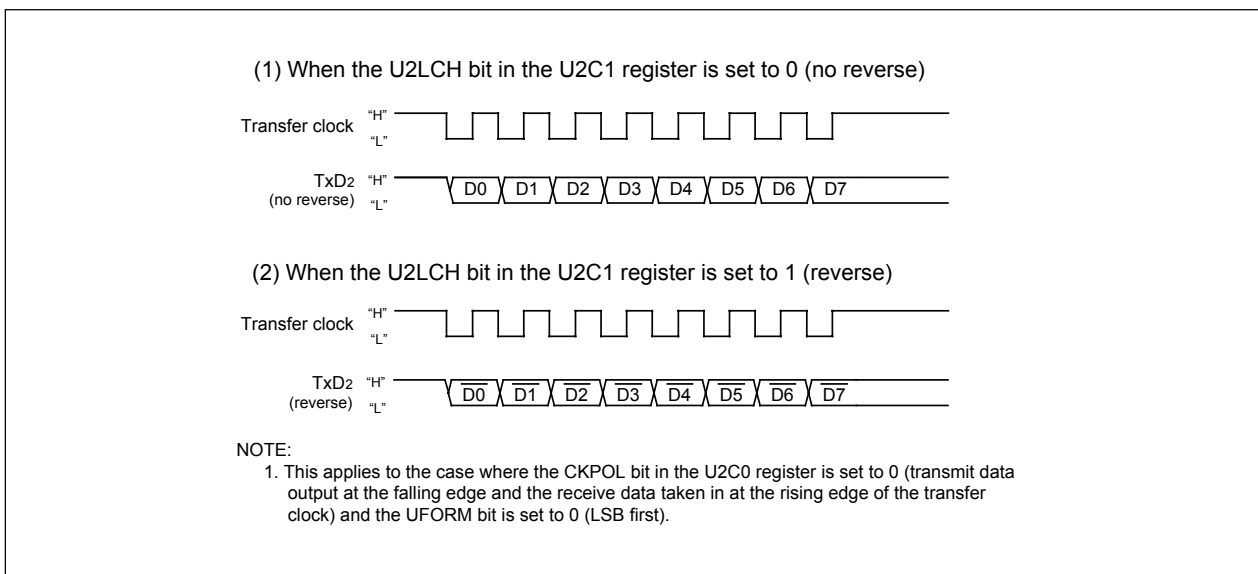 (1) When the U2LCH bit in the U2C1 register is set to 0 (no reverse)
Transfer clock “H” “L”
TxD2 (no reverse) “H” “L” D0 D1 D2 D3 D4 D5 D6 D7
(2) When the U2LCH bit in the U2C1 register is set to 1 (reverse)
Transfer clock “H” “L”
TxD2 (reverse) “H” “L” D0 D1 D2 D3 D4 D5 D6 D7
NOTE:
1. This applies to the case where the CKPOL bit in the U2C0 register is set to 0 (transmit data
output at the falling edge and the receive data taken in at the rising edge of the transfer
clock) and the UFORM bit is set to 0 (LSB first).